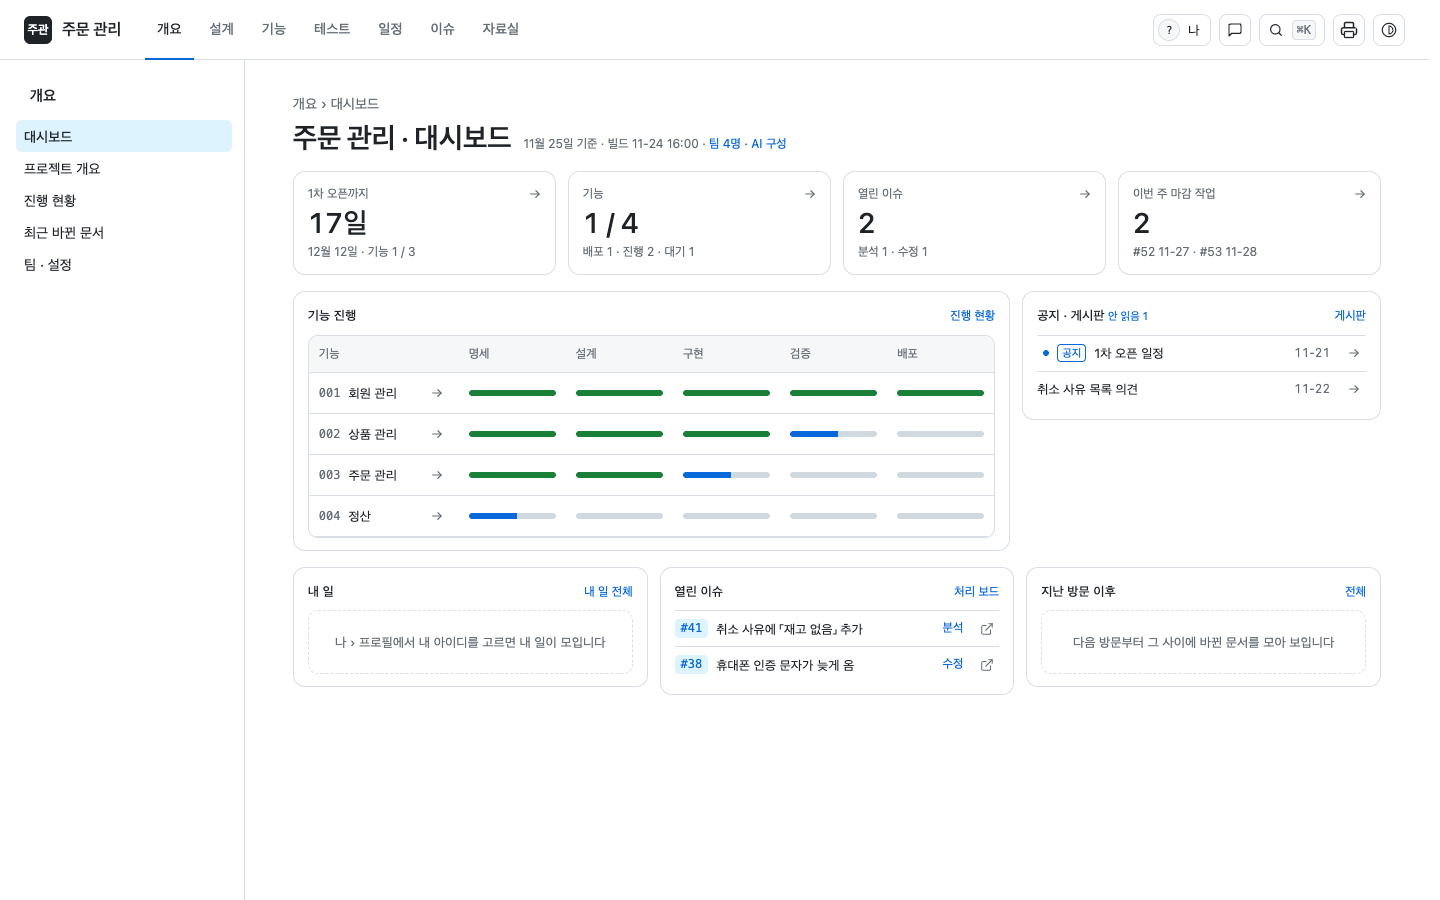 주관 주문 관리 개요 설계 기능 테스트 일정 이슈 자료실 ? 나 ⌘K
개요
대시보드
프로젝트 개요
진행 현황
최근 바뀐 문서
팀 · 설정
개요 › 대시보드
주문 관리 · 대시보드 11월 25일 기준 · 빌드 11-24 16:00 · 팀 4명 · AI 구성
1차 오픈까지 →
17일
12월 12일 · 기능 1 / 3
기능 →
1 / 4
배포 1 · 진행 2 · 대기 1
열린 이슈 →
2
분석 1 · 수정 1
이번 주 마감 작업 →
2
#52 11-27 · #53 11-28
기능 진행 진행 현황
기능 명세 설계 구현 검증 배포
001 회원 관리 →
002 상품 관리 →
003 주문 관리 →
004 정산 →
공지 · 게시판 안 읽음 1 게시판
공지 1차 오픈 일정 11-21 →
취소 사유 목록 의견 11-22 →
내 일 내 일 전체
나 › 프로필에서 내 아이디를 고르면 내 일이 모입니다
열린 이슈 처리 보드
#41 취소 사유에 「재고 없음」 추가 분석
#38 휴대폰 인증 문자가 늦게 옴 수정
지난 방문 이후 전체
다음 방문부터 그 사이에 바뀐 문서를 모아 보입니다